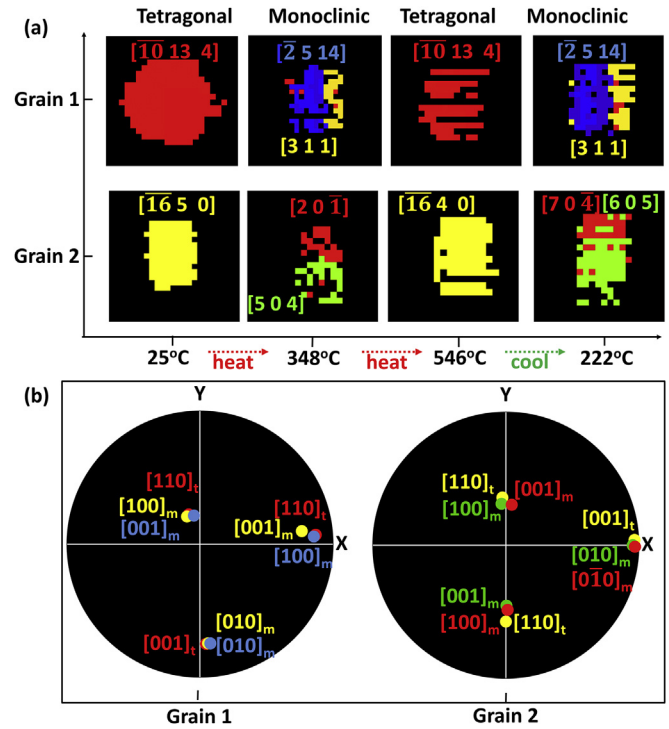 Tetragonal Monoclinic Tetragonal Monoclinic
(a)
[1̅0̅ 13 4] [2̅ 5 14] [1̅0̅ 13 4] [2̅ 5 14]
Grain 1
[3 1 1] [3 1 1]
[1̅6̅ 5 0] [2 0 1̅] [1̅6̅ 4 0] [7 0 4̅] [6 0 5]
Grain 2
[5 0 4]
25°C heat 348°C heat 546°C cool 222°C
(b)
Y Y
[110]t [110]t [001]m
[100]m [110]t [100]m [001]t
[001]m [001]m X X
[100]m [010]m
[01̅0]m
[010]m [001]m
[001]t [010]m [100]m [110]t
Grain 1 Grain 2